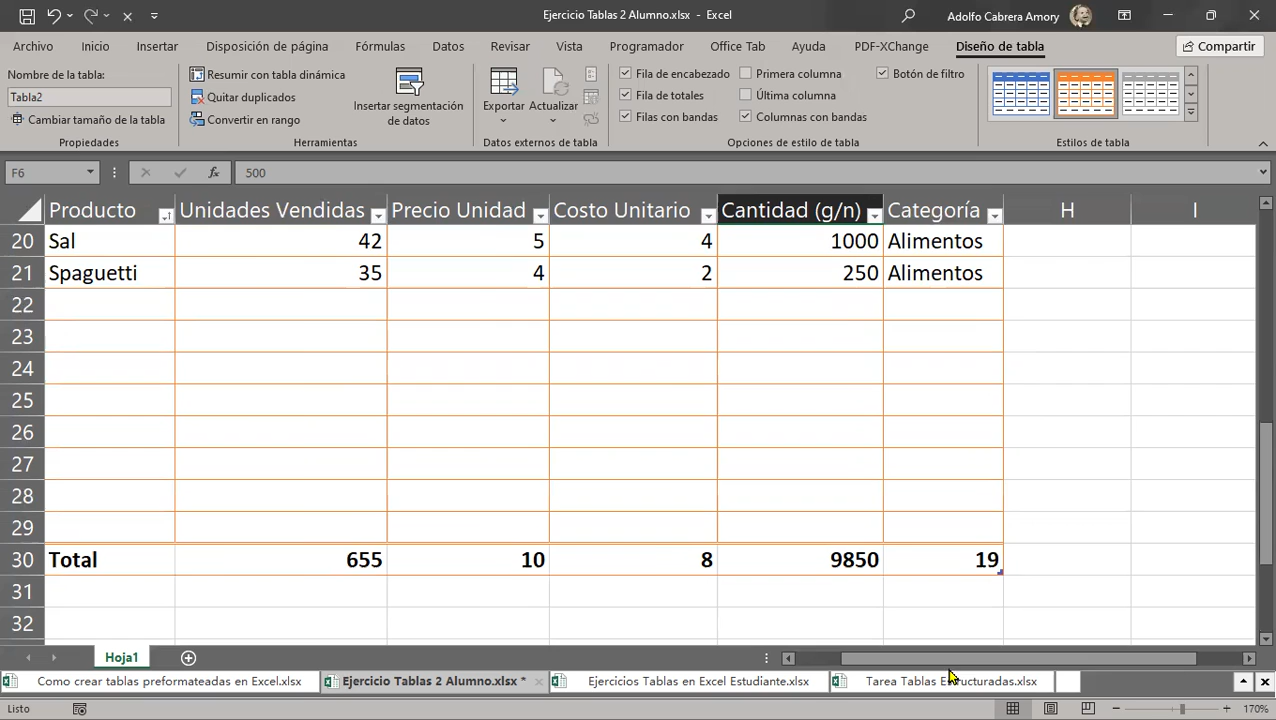 Ejercicio Tablas 2 Alumno.xlsx - Excel
Adolfo Cabrera Amory
Archivo Inicio Insertar Disposición de página Fórmulas Datos Revisar Vista Programador Office Tab Ayuda PDF-XChange Diseño de tabla Compartir
Nombre de la tabla:
Tabla2
Cambiar tamaño de la tabla
Propiedades
Resumir con tabla dinámica
Quitar duplicados
Convertir en rango
Insertar segmentación
de datos
Herramientas
Exportar Actualizar
Datos externos de tabla
Fila de encabezado Primera columna Botón de filtro
Fila de totales Última columna
Filas con bandas Columnas con bandas
Opciones de estilo de tabla
Estilos de tabla
F6 fx 500
Producto Unidades Vendidas Precio Unidad Costo Unitario Cantidad (g/n) Categoría H I
20 Sal 42 5 4 1000 Alimentos
21 Spaguetti 35 4 2 250 Alimentos
22
23
24
25
26
27
28
29
30 Total 655 10 8 9850 19
31
32
Hoja1
Como crear tablas preformateadas en Excel.xlsx Ejercicio Tablas 2 Alumno.xlsx * Ejercicios Tablas en Excel Estudiante.xlsx Tarea Tablas Estructuradas.xlsx
Listo 170%